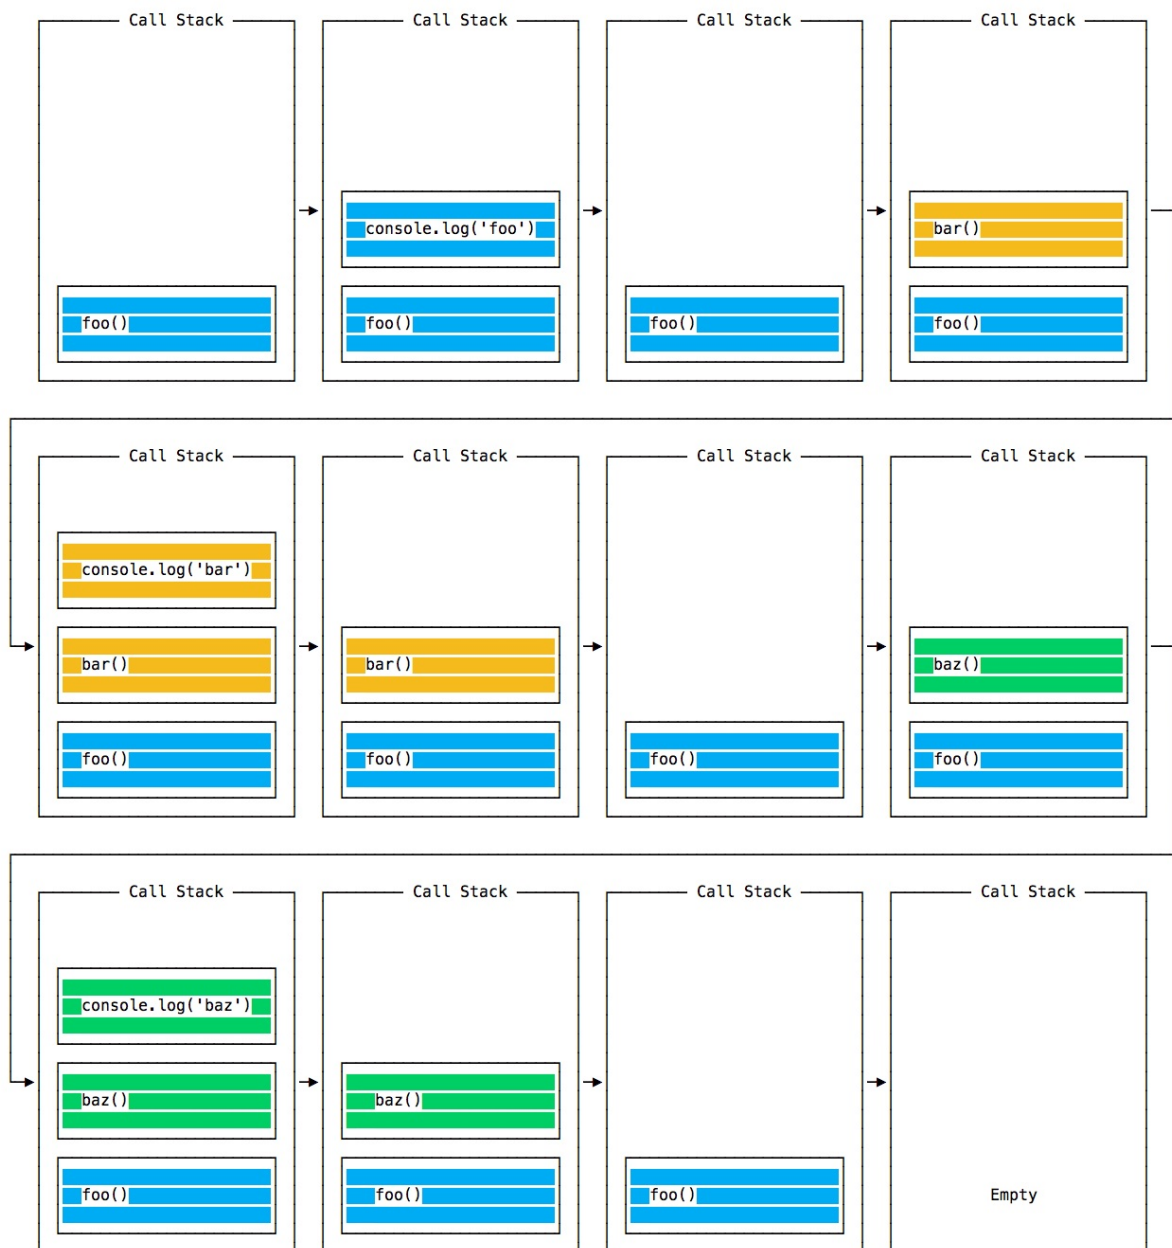 Call Stack Call Stack Call Stack Call Stack
console.log('foo') bar()
foo() foo() foo() foo()
Call Stack Call Stack Call Stack Call Stack
console.log('bar')
bar() bar() baz()
foo() foo() foo() foo()
Call Stack Call Stack Call Stack Call Stack
console.log('baz')
baz() baz()
foo() foo() foo() Empty